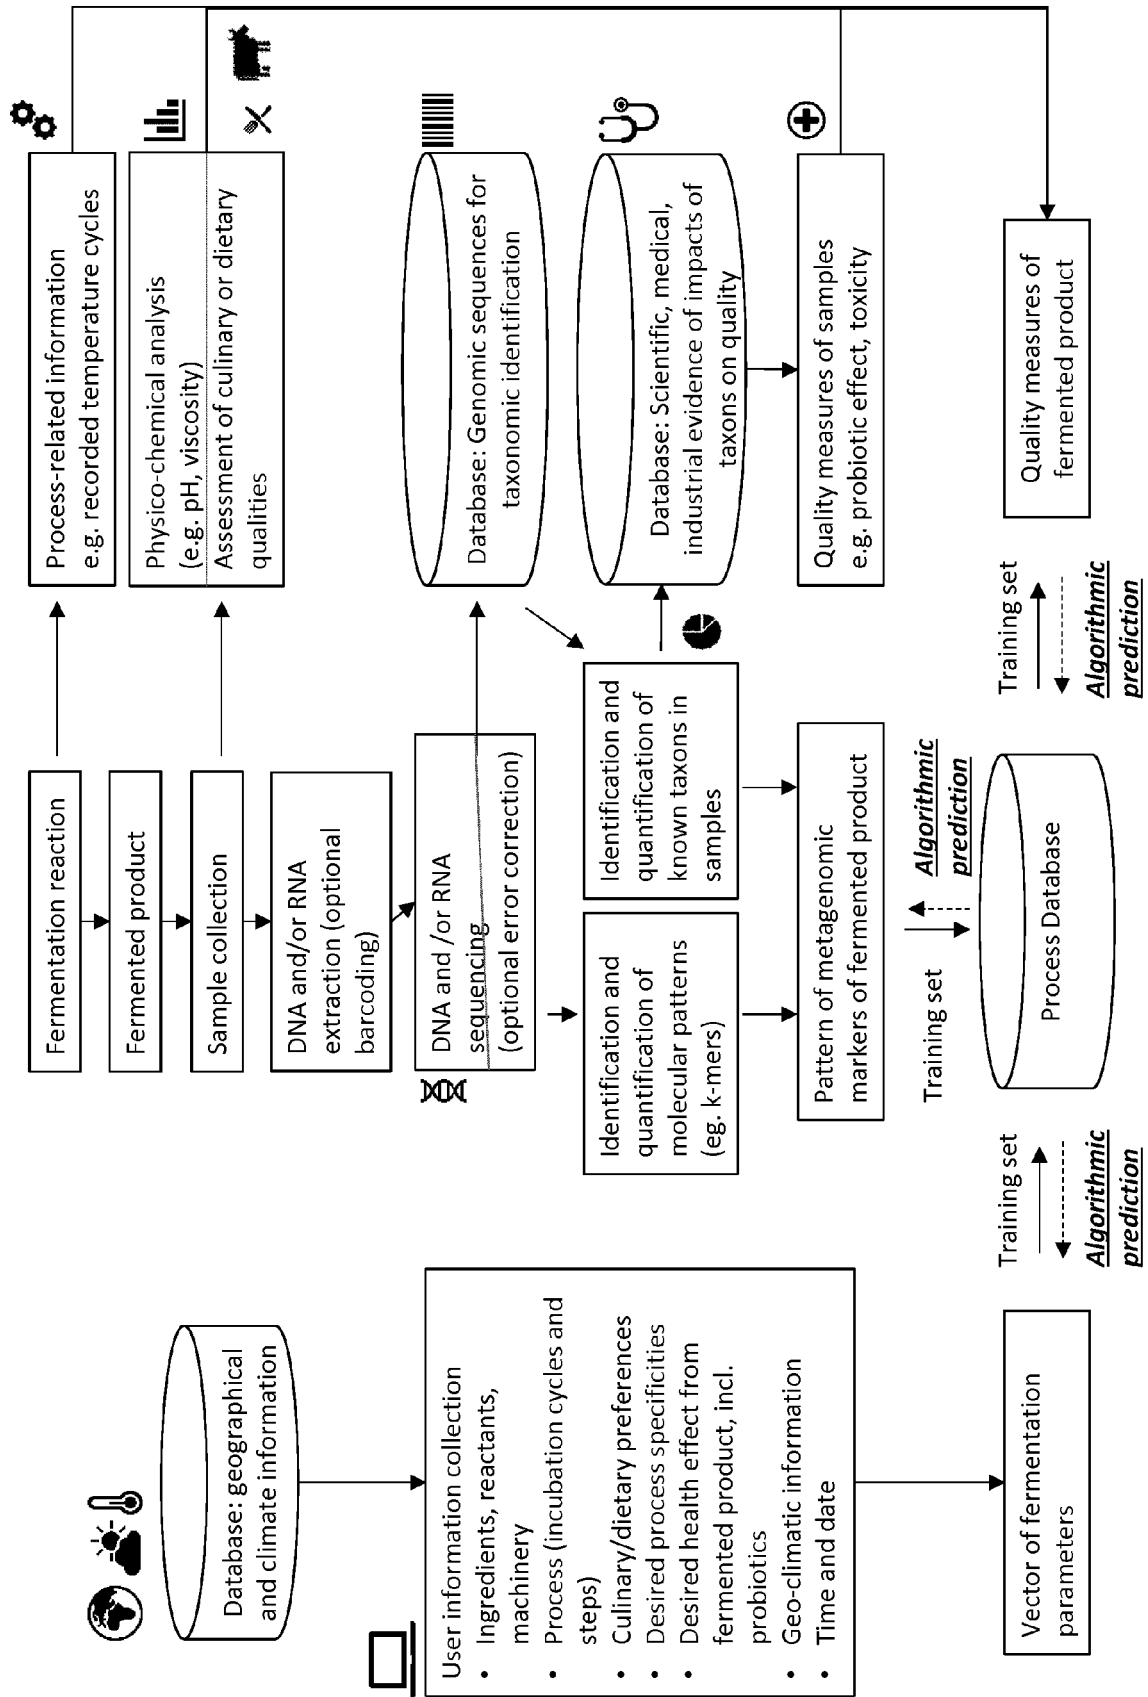 Database: geographical
and climate information
User information collection
• Ingredients, reactants,
machinery
• Process (incubation cycles and
steps)
• Culinary/dietary preferences
• Desired process specificities
• Desired health effect from
fermented product, incl.
probiotics
• Geo-climatic information
• Time and date
Vector of fermentation
parameters
Fermentation reaction
Fermented product
Sample collection
DNA and/or RNA
extraction (optional
barcoding)
DNA and /or RNA
sequencing
(optional error correction)
Identification and
quantification of
molecular patterns
(eg. k-mers)
Identification and
quantification of
known taxons in
samples
Pattern of metagenomic
markers of fermented product
Training set
Algorithmic
prediction
Training set
Algorithmic
prediction
Process Database
Training set
Algorithmic
prediction
Process-related information
e.g. recorded temperature cycles
Physico-chemical analysis
(e.g. pH, viscosity)
Assessment of culinary or dietary
qualities
Database: Genomic sequences for
taxonomic identification
Database: Scientific, medical,
industrial evidence of impacts of
taxons on quality
Quality measures of samples
e.g. probiotic effect, toxicity
Quality measures of
fermented product